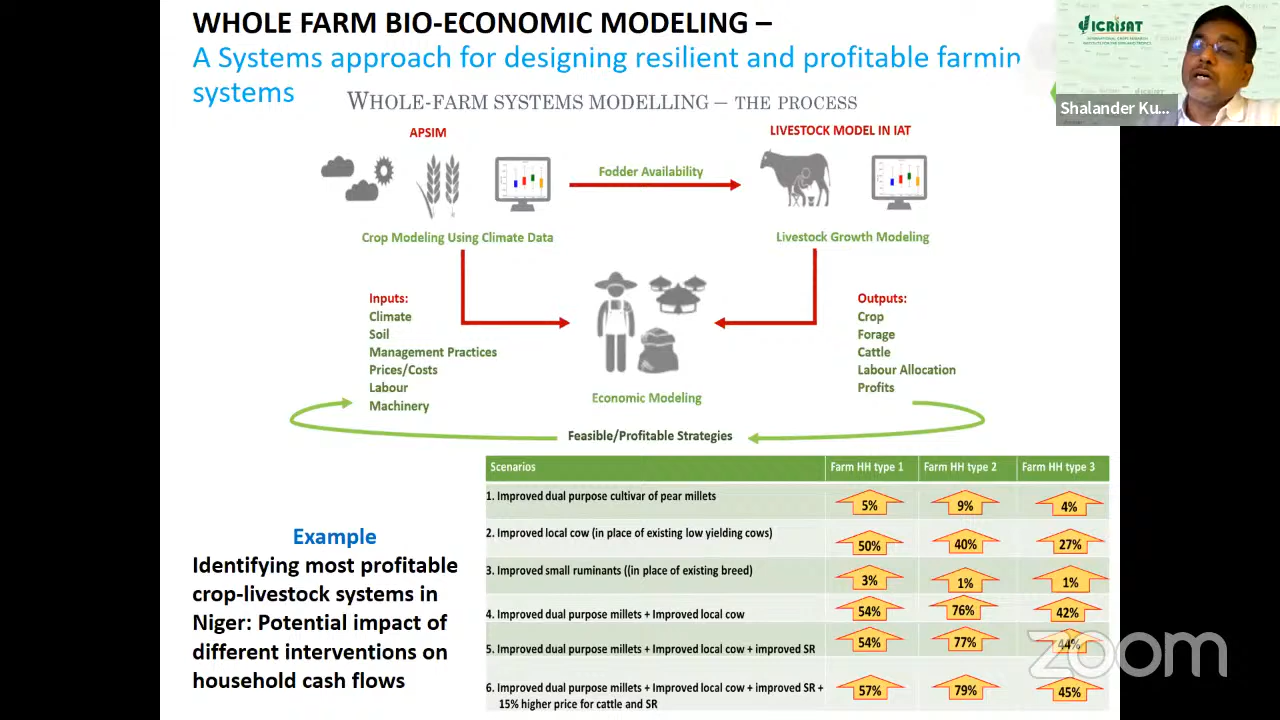 WHOLE FARM BIO-ECONOMIC MODELING –
A Systems approach for designing resilient and profitable farmin
systems
WHOLE-FARM SYSTEMS MODELLING – THE PROCESS
ICRISAT
Shalander Ku...
APSIM
LIVESTOCK MODEL IN IAT
Fodder Availability
Crop Modeling Using Climate Data
Livestock Growth Modeling
Inputs:
Climate
Soil
Management Practices
Prices/Costs
Labour
Machinery
Outputs:
Crop
Forage
Cattle
Labour Allocation
Profits
Economic Modeling
Feasible/Profitable Strategies
Scenarios Farm HH type 1 Farm HH type 2 Farm HH type 3
1. Improved dual purpose cultivar of pear millets 5% 9% 4%
2. Improved local cow (in place of existing low yielding cows) 50% 40% 27%
3. Improved small ruminants ((in place of existing breed) 3% 1% 1%
4. Improved dual purpose millets + Improved local cow 54% 76% 42%
5. Improved dual purpose millets + Improved local cow + improved SR 54% 77% 44%
6. Improved dual purpose millets + Improved local cow + improved SR + 57% 79% 45%
15% higher price for cattle and SR
Example
Identifying most profitable
crop-livestock systems in
Niger: Potential impact of
different interventions on
household cash flows
zoom